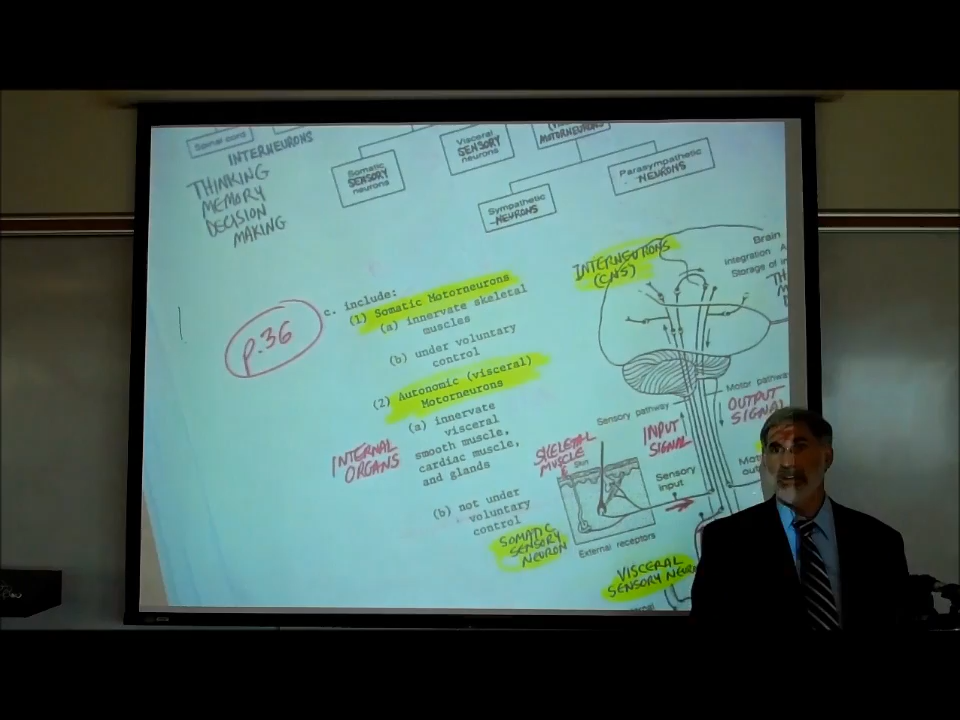 Spinal cord
INTERNEURONS
THINKING
MEMORY
DECISION
MAKING
Somatic
SENSORY
neurons
Visceral
SENSORY
neurons
MOTORNEURONS
Sympathetic
NEURONS
Parasympathetic
NEURONS
p.36
c. include:
(1) Somatic Motorneurons
(a) innervate skeletal
muscles
(b) under voluntary
control
(2) Autonomic (visceral)
Motorneurons
(a) innervate
visceral
smooth muscle,
cardiac muscle,
and glands
INTERNAL
ORGANS
(b) not under
voluntary
control
INTERNEURONS
(CNS)
Brain
Integration
Storage of
Sensory pathway
Motor pathway
INPUT
SIGNAL
OUTPUT
SIGNAL
SKELETAL
MUSCLE
&
Skin
Sensory
input
External receptors
SOMATIC
SENSORY
NEURON
VISCERAL
SENSORY